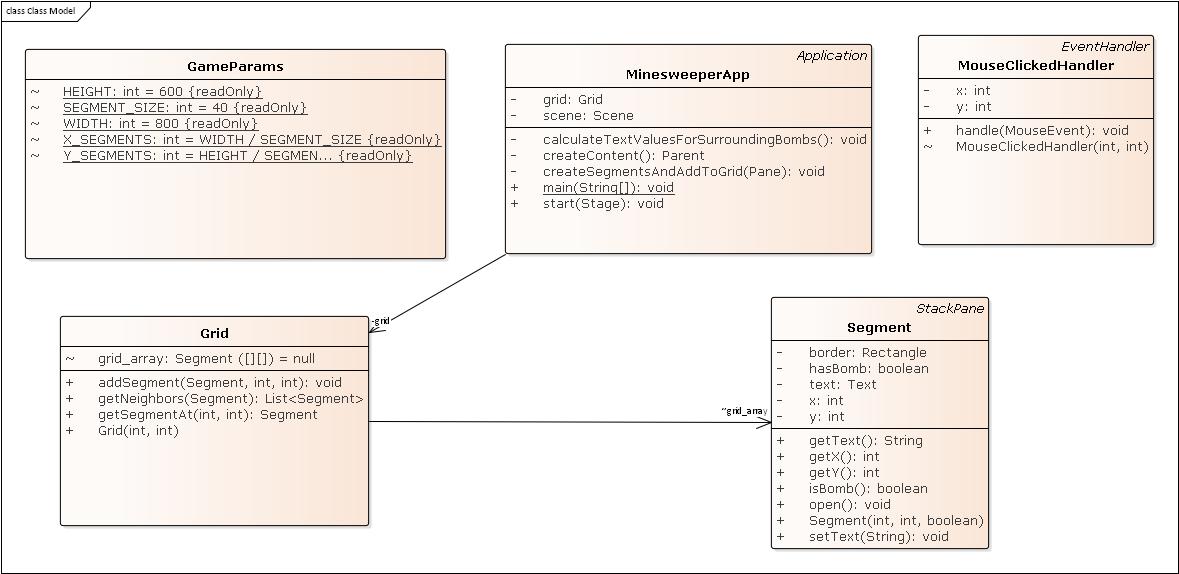 class Class Model
GameParams
~ HEIGHT: int = 600 {readOnly}
~ SEGMENT_SIZE: int = 40 {readOnly}
~ WIDTH: int = 800 {readOnly}
~ X_SEGMENTS: int = WIDTH / SEGMENT_SIZE {readOnly}
~ Y_SEGMENTS: int = HEIGHT / SEGMEN... {readOnly}
Application
MinesweeperApp
- grid: Grid
- scene: Scene
- calculateTextValuesForSurroundingBombs(): void
- createContent(): Parent
- createSegmentsAndAddToGrid(Pane): void
+ main(String[]): void
+ start(Stage): void
EventHandler
MouseClickedHandler
- x: int
- y: int
+ handle(MouseEvent): void
~ MouseClickedHandler(int, int)
-grid
Grid
~ grid_array: Segment ([][]) = null
+ addSegment(Segment, int, int): void
+ getNeighbors(Segment): List<Segment>
+ getSegmentAt(int, int): Segment
+ Grid(int, int)
~grid_array
StackPane
Segment
- border: Rectangle
- hasBomb: boolean
- text: Text
- x: int
- y: int
+ getText(): String
+ getX(): int
+ getY(): int
+ isBomb(): boolean
+ open(): void
+ Segment(int, int, boolean)
+ setText(String): void